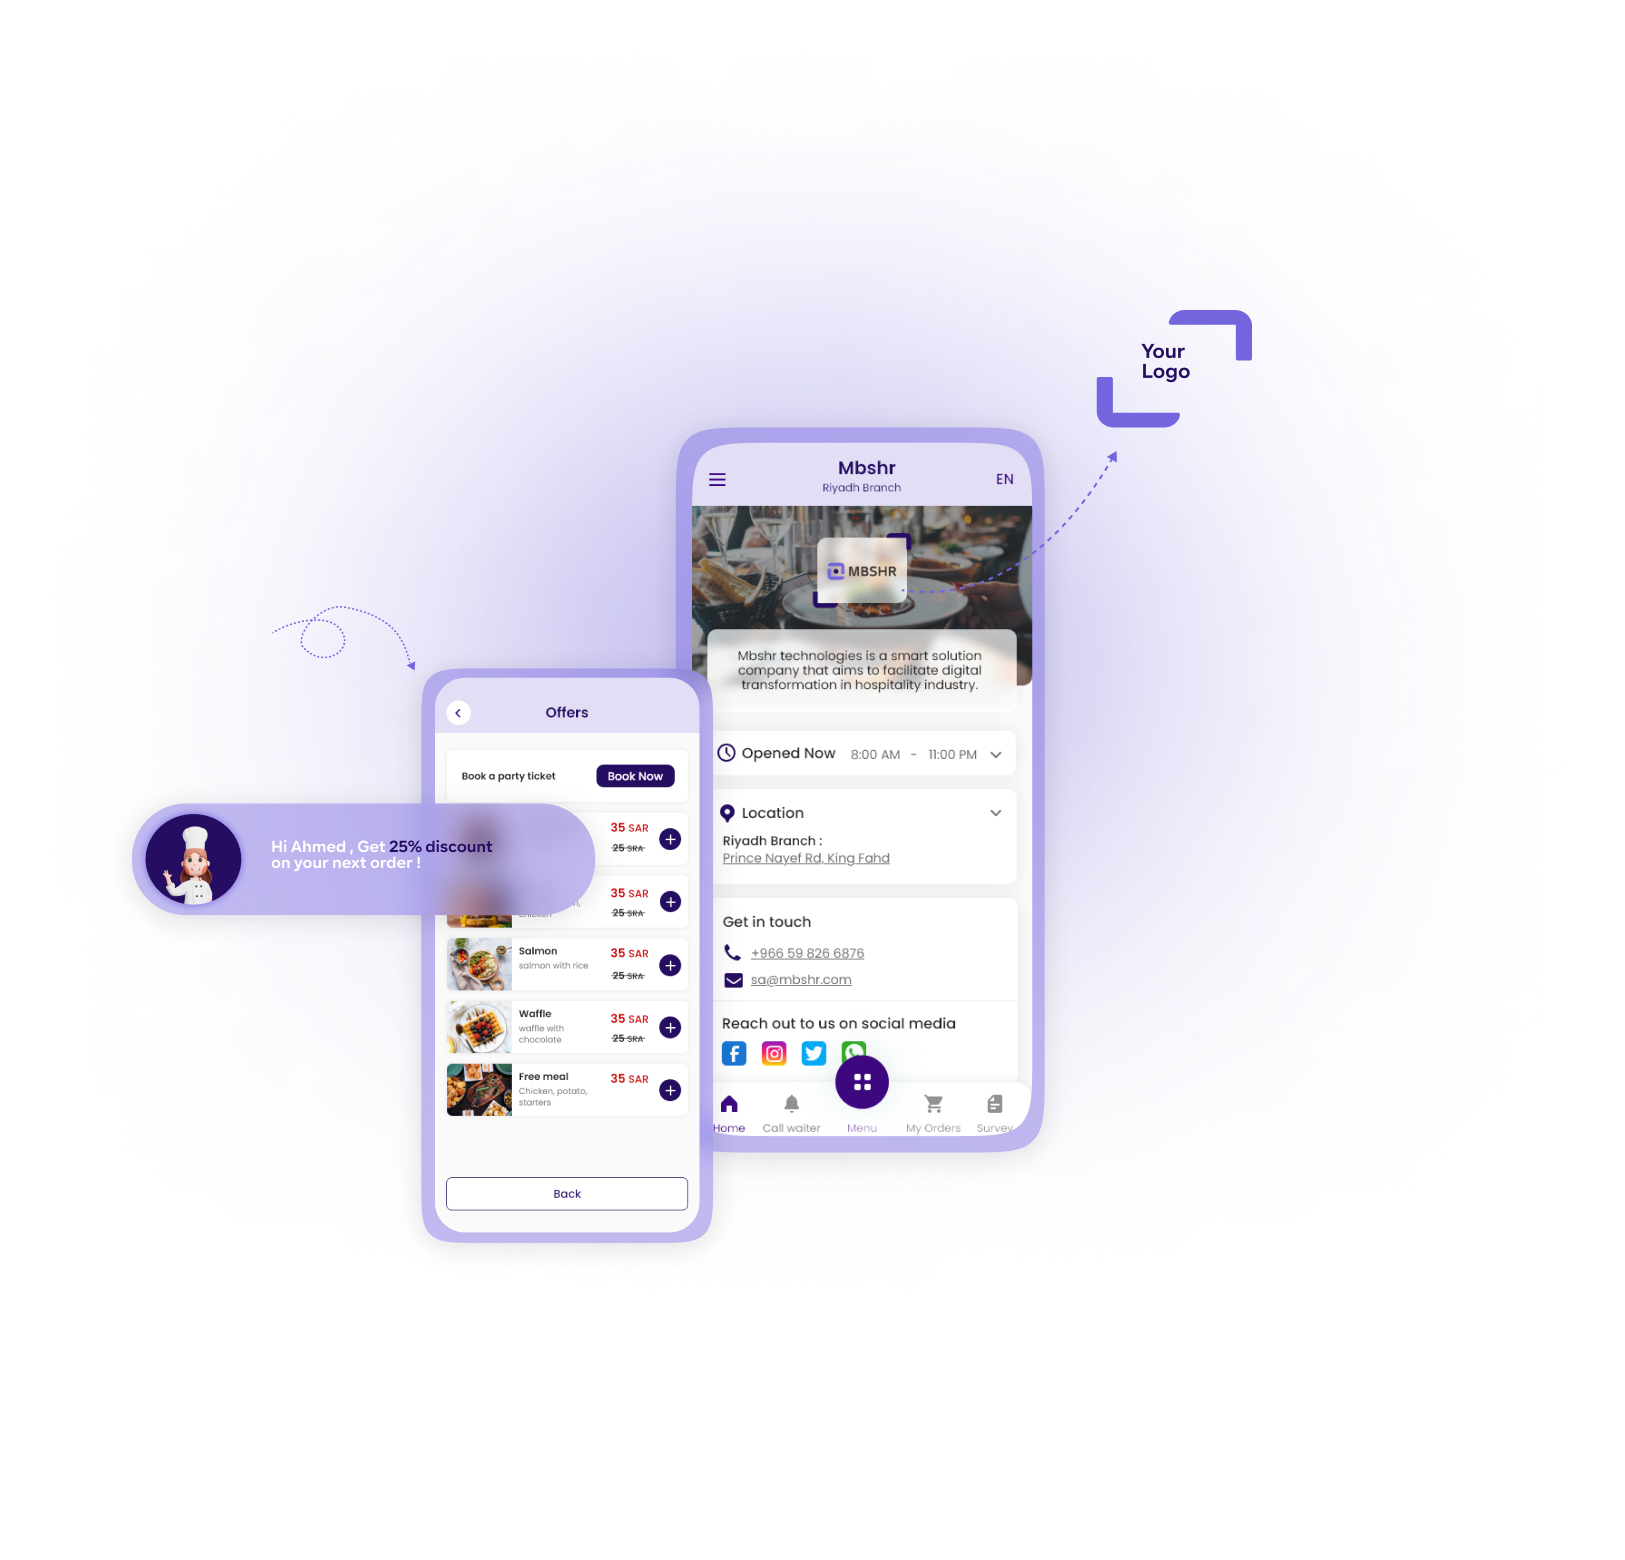 Your
Logo
Mbshr
Riyadh Branch
EN
MBSHR
Mbshr technologies is a smart solution
company that aims to facilitate digital
transformation in hospitality industry.
Opened Now 8:00 AM - 11:00 PM
Location
Riyadh Branch :
Prince Nayef Rd, King Fahd
Get in touch
+966 59 826 6876
sa@mbshr.com
Reach out to us on social media
Home Call waiter Menu My Orders Survey
Offers
Book a party ticket Book Now
Hi Ahmed , Get 25% discount
on your next order !
35 SAR
25 SRA
35 SAR
25 SRA
chicken
Salmon
salmon with rice
35 SAR
25 SRA
Waffle
waffle with
chocolate
35 SAR
25 SRA
Free meal
Chicken, potato,
starters
35 SAR
Back